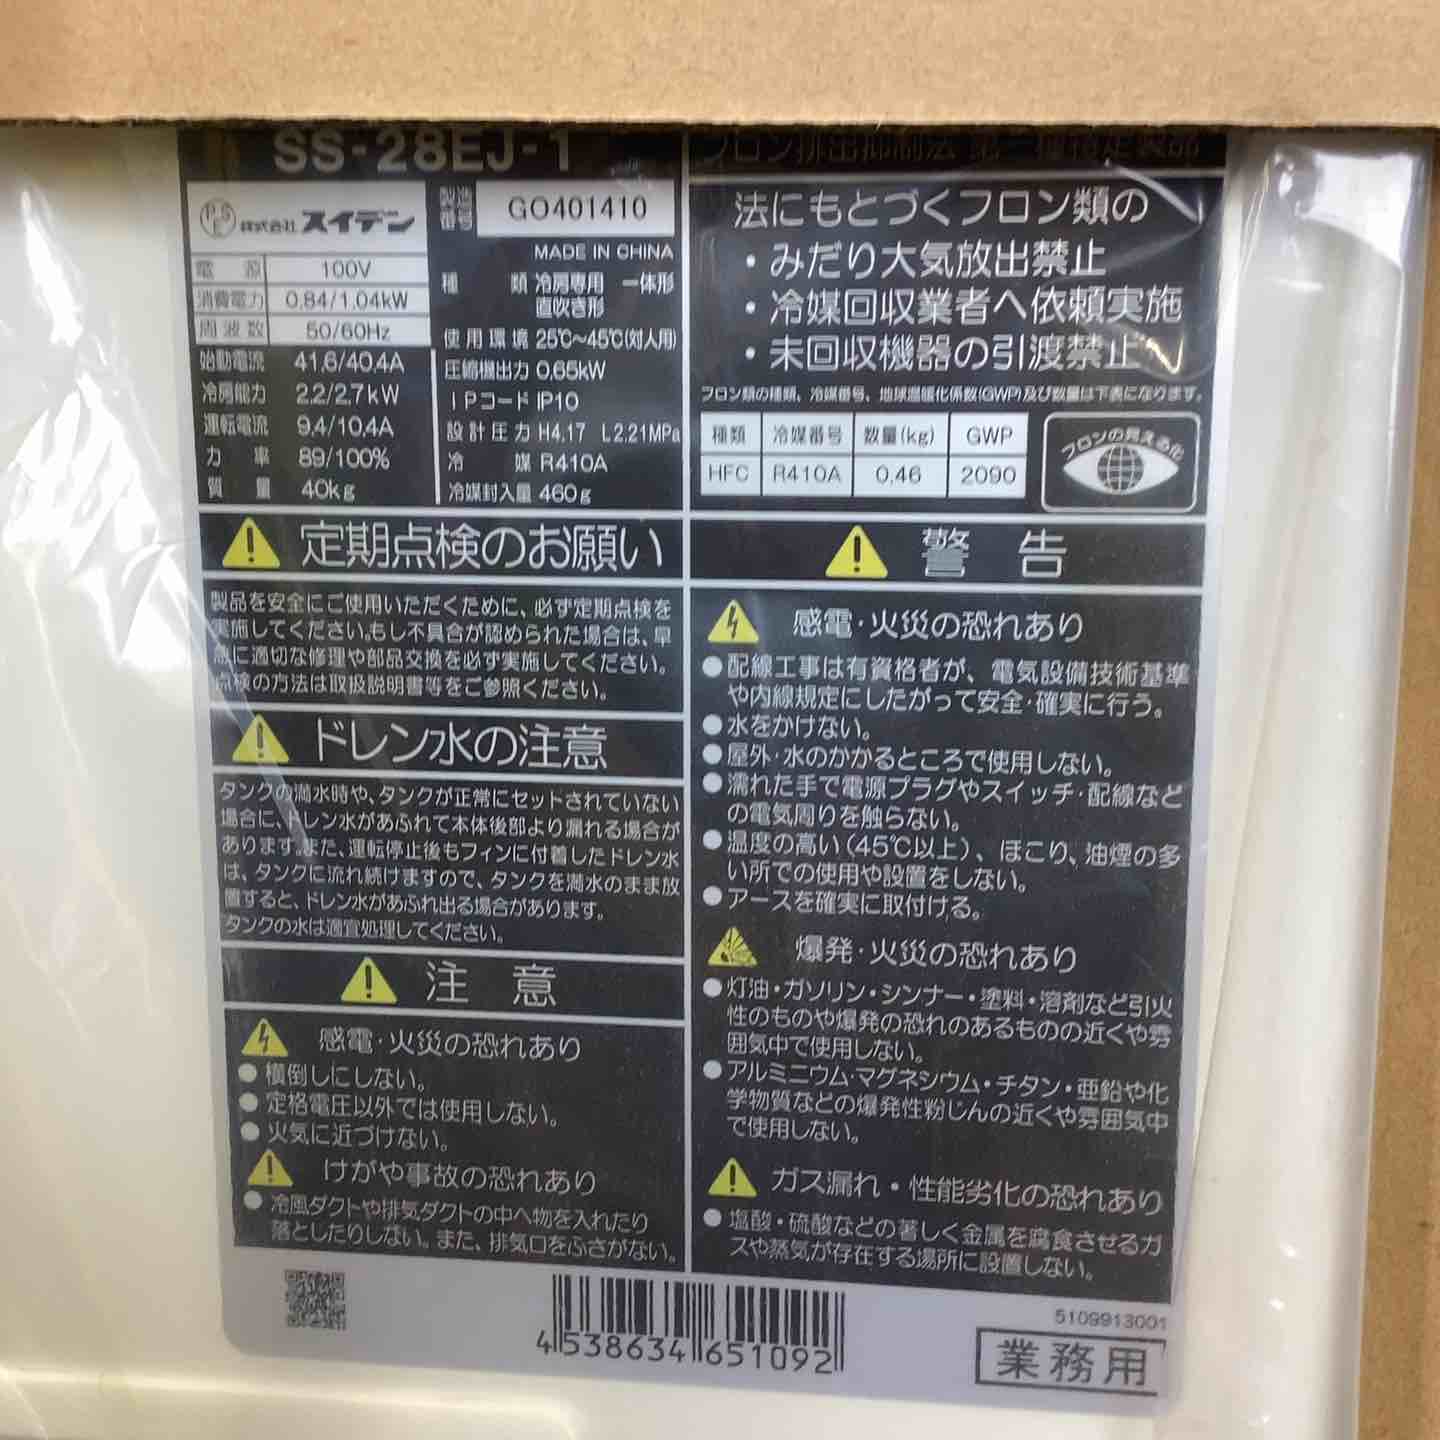 SS-28EJ-1
株式会社 スイデン
製造番号 GO401410
MADE IN CHINA
電源 100V
消費電力 0.84/1.04kW
周波数 50/60Hz
始動電流 41.6/40.4A
冷房能力 2.2/2.7kW
運転電流 9.4/10.4A
力率 89/100%
質量 40kg
種類 冷房専用 一体形
直吹き形
使用環境 25℃〜45℃(対人用)
圧縮機出力 0.65kW
IPコード IP10
設計圧力 H4.17 L2.21MPa
冷媒 R410A
冷媒封入量 460g
定期点検のお願い
製品を安全にご使用いただくために、必ず定期点検を
実施してください。もし不具合が認められた場合は、早
急に適切な修理や部品交換を必ず実施してください。
点検の方法は取扱説明書等をご参照ください。
ドレン水の注意
タンクの満水時や、タンクが正常にセットされていない
場合に、ドレン水があふれて本体後部より漏れる場合が
あります。また、運転停止後もフィンに付着したドレン水
は、タンクに流れ続けますので、タンクを満水のまま放
置すると、ドレン水があふれ出る場合があります。
タンクの水は適宜処理してください。
注意
感電・火災の恐れあり
●横倒しにしない。
●定格電圧以外では使用しない。
●火気に近づけない。
けがや事故の恐れあり
●冷風ダクトや排気ダクトの中へ物を入れたり
落としたりしない。また、排気口をふさがない。
フロン排出抑制法 第一種特定製品
法にもとづくフロン類の
・みだり大気放出禁止
・冷媒回収業者へ依頼実施
・未回収機器の引渡禁止
フロン類の種類、冷媒番号、地球温暖化係数(GWP)及び数量は下表になります。
種類 冷媒番号 数量(kg) GWP
HFC R410A 0.46 2090
フロンの見える化
警告
感電・火災の恐れあり
●配線工事は有資格者が、電気設備技術基準
や内線規定にしたがって安全・確実に行う。
●水をかけない。
●屋外・水のかかるところで使用しない。
●濡れた手で電源プラグやスイッチ・配線など
の電気周りを触らない。
●温度の高い(45℃以上)、ほこり、油煙の多
い所での使用や設置をしない。
●アースを確実に取付ける。
爆発・火災の恐れあり
●灯油・ガソリン・シンナー・塗料・溶剤など引火
性のものや爆発の恐れのあるものの近くや雰
囲気中で使用しない。
●アルミニウム・マグネシウム・チタン・亜鉛や化
学物質などの爆発性粉じんの近くや雰囲気中
で使用しない。
ガス漏れ・性能劣化の恐れあり
●塩酸・硫酸などの著しく金属を腐食させるガ
スや蒸気が存在する場所に設置しない。
4538634651092
5109913001
業務用